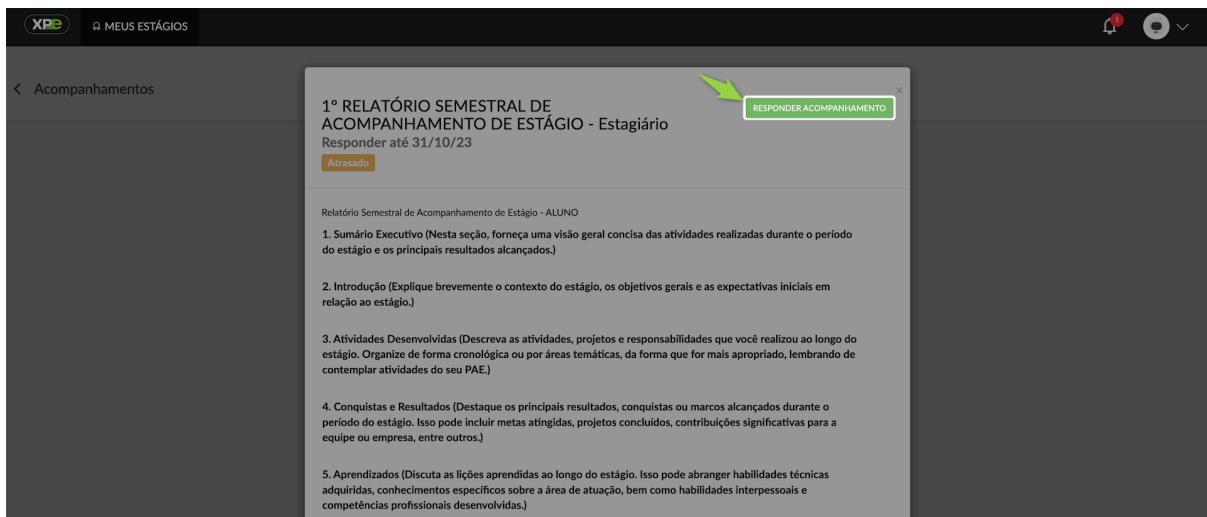 XPe
MEUS ESTÁGIOS
1
Acompanhamentos
1º RELATÓRIO SEMESTRAL DE
ACOMPANHAMENTO DE ESTÁGIO - Estagiário
Responder até 31/10/23
Atrasado
RESPONDER ACOMPANHAMENTO
×
Relatório Semestral de Acompanhamento de Estágio - ALUNO
1. Sumário Executivo (Nesta seção, forneça uma visão geral concisa das atividades realizadas durante o período
do estágio e os principais resultados alcançados.)
2. Introdução (Explique brevemente o contexto do estágio, os objetivos gerais e as expectativas iniciais em
relação ao estágio.)
3. Atividades Desenvolvidas (Descreva as atividades, projetos e responsabilidades que você realizou ao longo do
estágio. Organize de forma cronológica ou por áreas temáticas, da forma que for mais apropriado, lembrando de
contemplar atividades do seu PAE.)
4. Conquistas e Resultados (Destaque os principais resultados, conquistas ou marcos alcançados durante o
período do estágio. Isso pode incluir metas atingidas, projetos concluídos, contribuições significativas para a
equipe ou empresa, entre outros.)
5. Aprendizados (Discuta as lições aprendidas ao longo do estágio. Isso pode abranger habilidades técnicas
adquiridas, conhecimentos específicos sobre a área de atuação, bem como habilidades interpessoais e
competências profissionais desenvolvidas.)